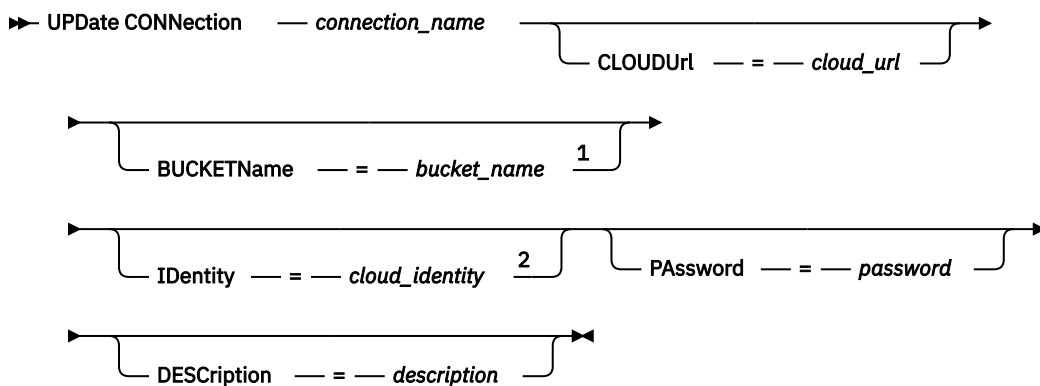 UPDate CONNection — connection_name
CLOUDUrl — = — cloud_url
BUCKETName — = — bucket_name 1
IDentity — = — cloud_identity 2 PAssword — = — password
DESCription — = — description